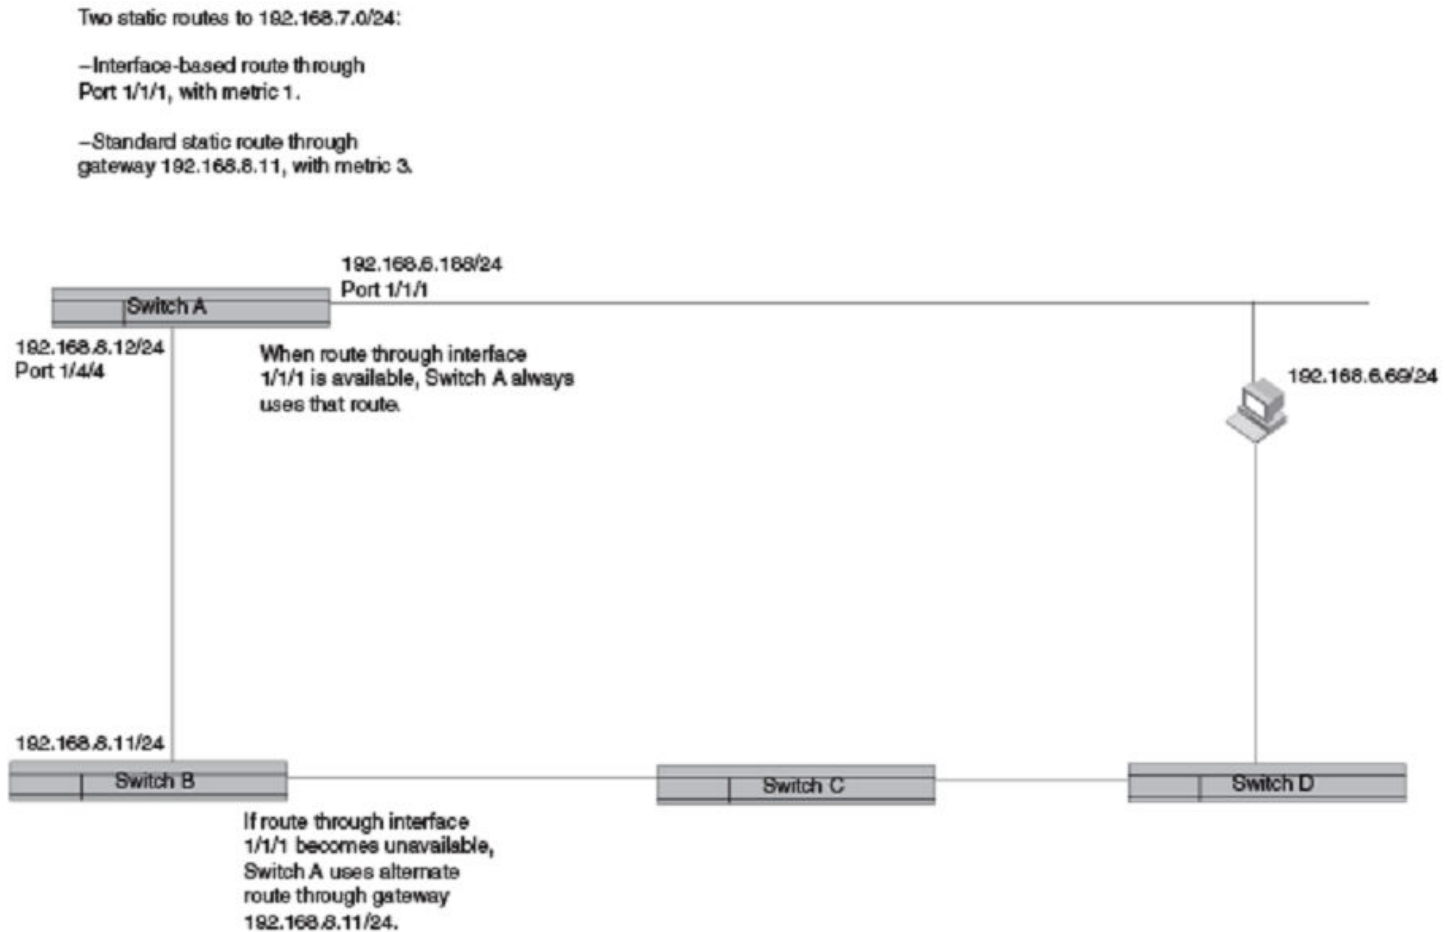 Two static routes to 192.168.7.0/24:
–Interface-based route through
Port 1/1/1, with metric 1.
–Standard static route through
gateway 192.168.8.11, with metric 3.
192.168.6.188/24
Port 1/1/1
Switch A
192.168.8.12/24
Port 1/4/4
When route through interface
1/1/1 is available, Switch A always
uses that route.
192.168.6.69/24
192.168.8.11/24
Switch B
Switch C
Switch D
If route through interface
1/1/1 becomes unavailable,
Switch A uses alternate
route through gateway
192.168.8.11/24.